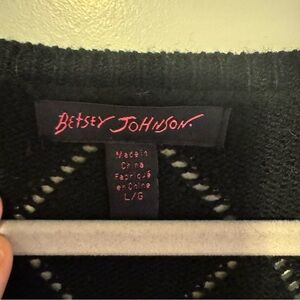 BETSEY JOHNSON.
Made in
China
Fabriqué
en Chine
L/G